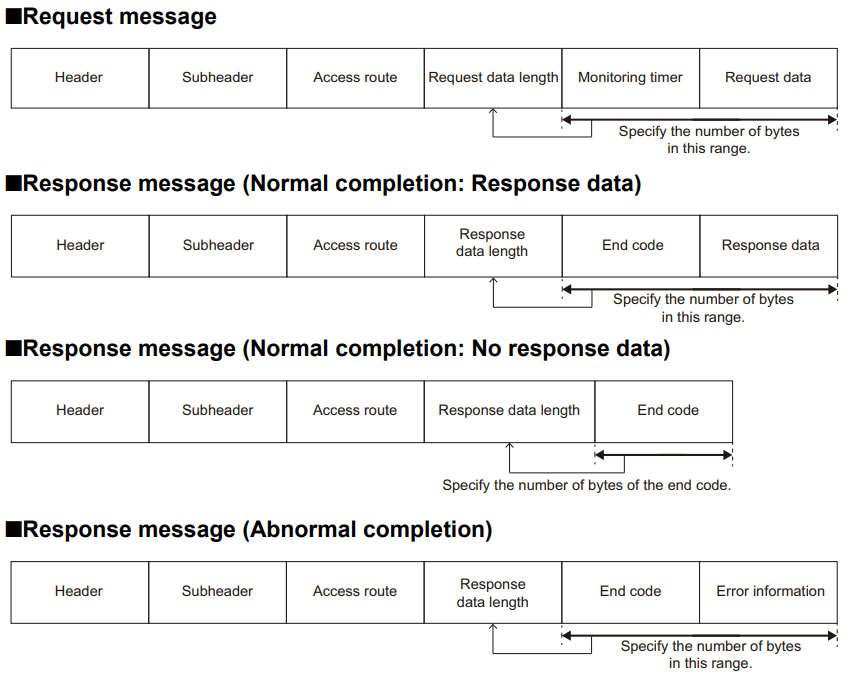 ■Request message
Header Subheader Access route Request data length Monitoring timer Request data
Specify the number of bytes
in this range.
■Response message (Normal completion: Response data)
Header Subheader Access route Response
data length End code Response data
Specify the number of bytes
in this range.
■Response message (Normal completion: No response data)
Header Subheader Access route Response data length End code
Specify the number of bytes of the end code.
■Response message (Abnormal completion)
Header Subheader Access route Response
data length End code Error information
Specify the number of bytes
in this range.